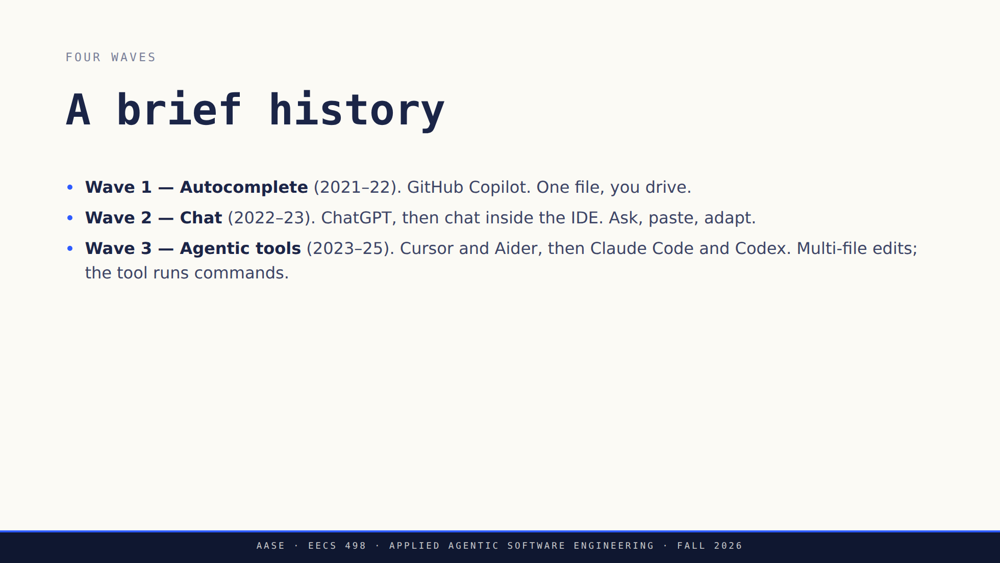 FOUR WAVES
A brief history
• Wave 1 — Autocomplete (2021–22). GitHub Copilot. One file, you drive.
• Wave 2 — Chat (2022–23). ChatGPT, then chat inside the IDE. Ask, paste, adapt.
• Wave 3 — Agentic tools (2023–25). Cursor and Aider, then Claude Code and Codex. Multi-file edits;
the tool runs commands.
AASE · EECS 498 · APPLIED AGENTIC SOFTWARE ENGINEERING · FALL 2026